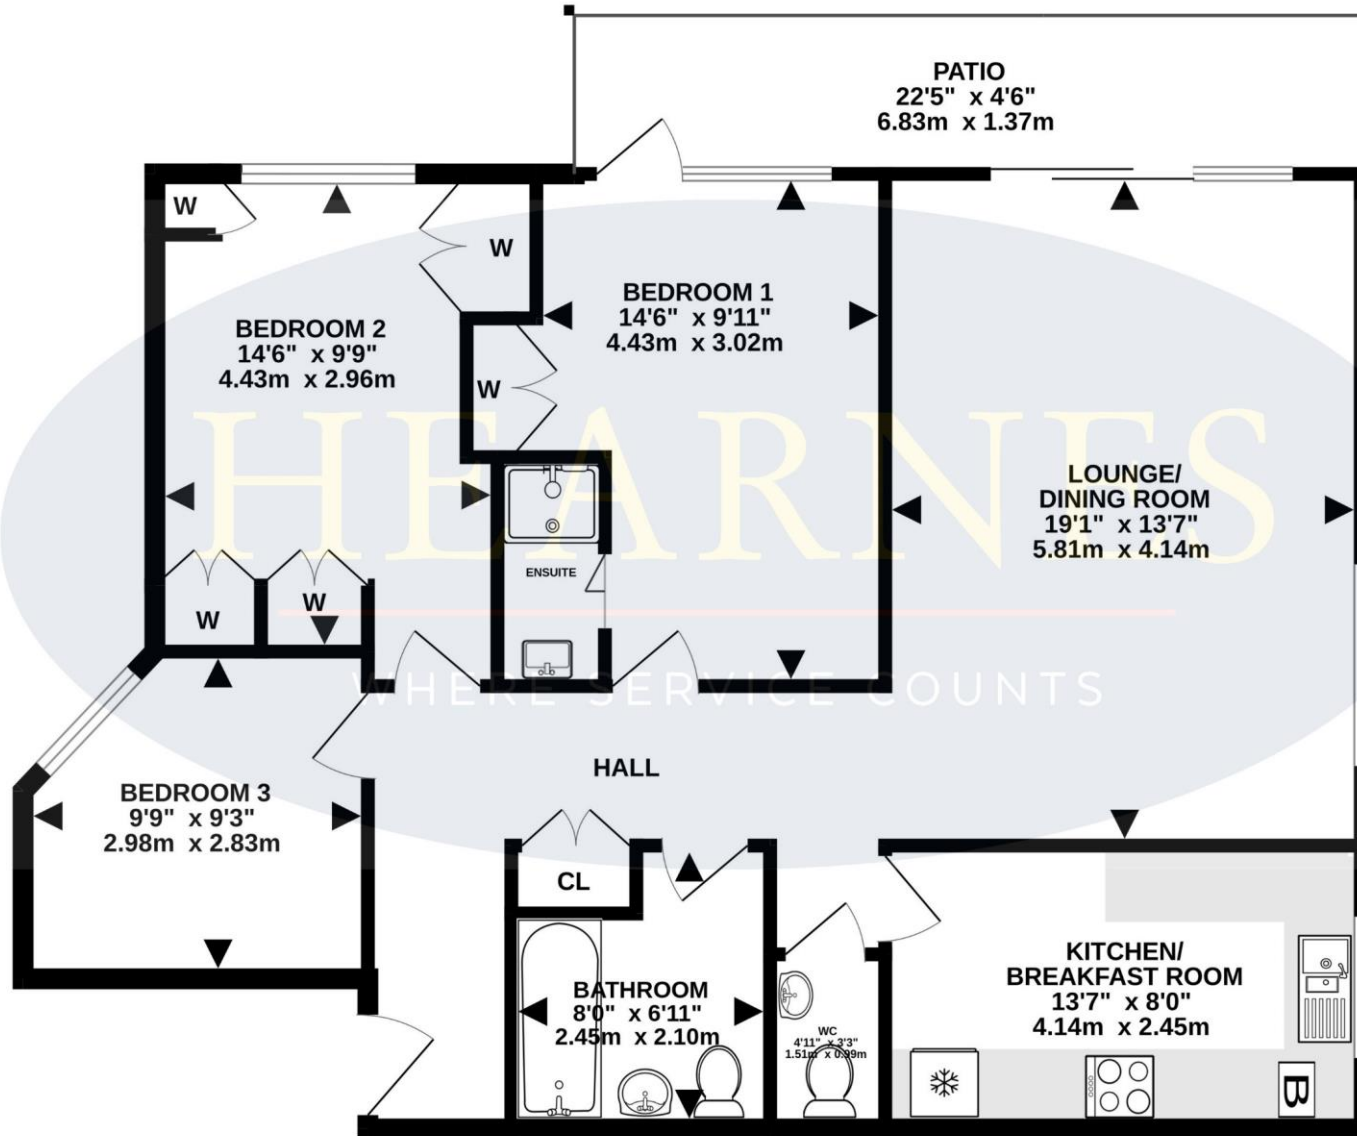 PATIO
22'5" x 4'6"
6.83m x 1.37m
W
W
BEDROOM 1
14'6" x 9'11"
4.43m x 3.02m
BEDROOM 2
14'6" x 9'9"
4.43m x 2.96m
W
HEARNES
LOUNGE/
DINING ROOM
19'1" x 13'7"
5.81m x 4.14m
ENSUITE
W
W
WHERE SERVICE COUNTS
HALL
BEDROOM 3
9'9" x 9'3"
2.98m x 2.83m
CL
KITCHEN/
BREAKFAST ROOM
13'7" x 8'0"
4.14m x 2.45m
BATHROOM
8'0" x 6'11"
2.45m x 2.10m
WC
4'11" x 3'3"
1.51m x 0.99m
B